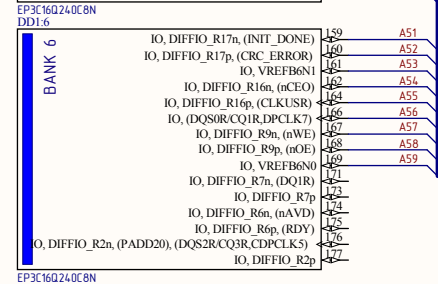 EP3C16Q240C8N
DD1:6
BANK 6
IO, DIFFIO_R17n, (INIT_DONE) 159 A51
IO, DIFFIO_R17p, (CRC_ERROR) 160 A52
IO, VREFB6N1 161 A53
IO, DIFFIO_R16n, (nCEO) 162 A54
IO, DIFFIO_R16p, (CLKUSR) 164 A55
IO, (DQS0R/CQ1R,DPCLK7) 166 A56
IO, DIFFIO_R9n, (nWE) 167 A57
IO, DIFFIO_R9p, (nOE) 168 A58
IO, VREFB6N0 169 A59
IO, DIFFIO_R7n, (DQ1R) 171
IO, DIFFIO_R7p 173
IO, DIFFIO_R6n, (nAVD) 174
IO, DIFFIO_R6p, (RDY) 175
IO, DIFFIO_R2n, (PADD20), (DQS2R/CQ3R,CDPCLK5) 176
IO, DIFFIO_R2p 177
EP3C16Q240C8N